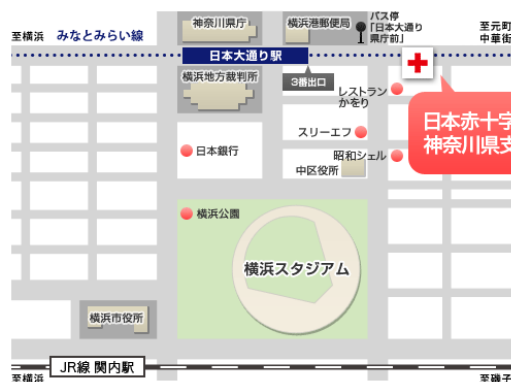 神奈川県庁
横浜港郵便局
バス停
「日本大通り
県庁前」
至元町
中華街
至横浜
みなとみらい線
日本大通り駅
横浜地方裁判所
3番出口
レストラン
かをり
日本赤十字
神奈川県支
スリーエフ
日本銀行
昭和シェル
中区役所
横浜公園
横浜スタジアム
横浜市役所
JR線 関内駅
至横浜
至磯子